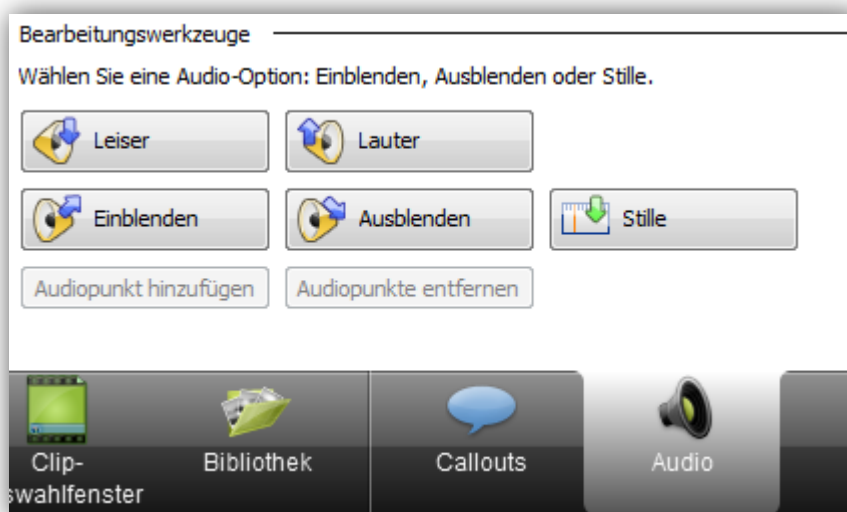 Bearbeitungswerkzeuge
Wählen Sie eine Audio-Option: Einblenden, Ausblenden oder Stille.
Leiser Lauter
Einblenden Ausblenden Stille
Audiopunkt hinzufügen Audiopunkte entfernen
Clip- Bibliothek Callouts Audio
swahlfenster